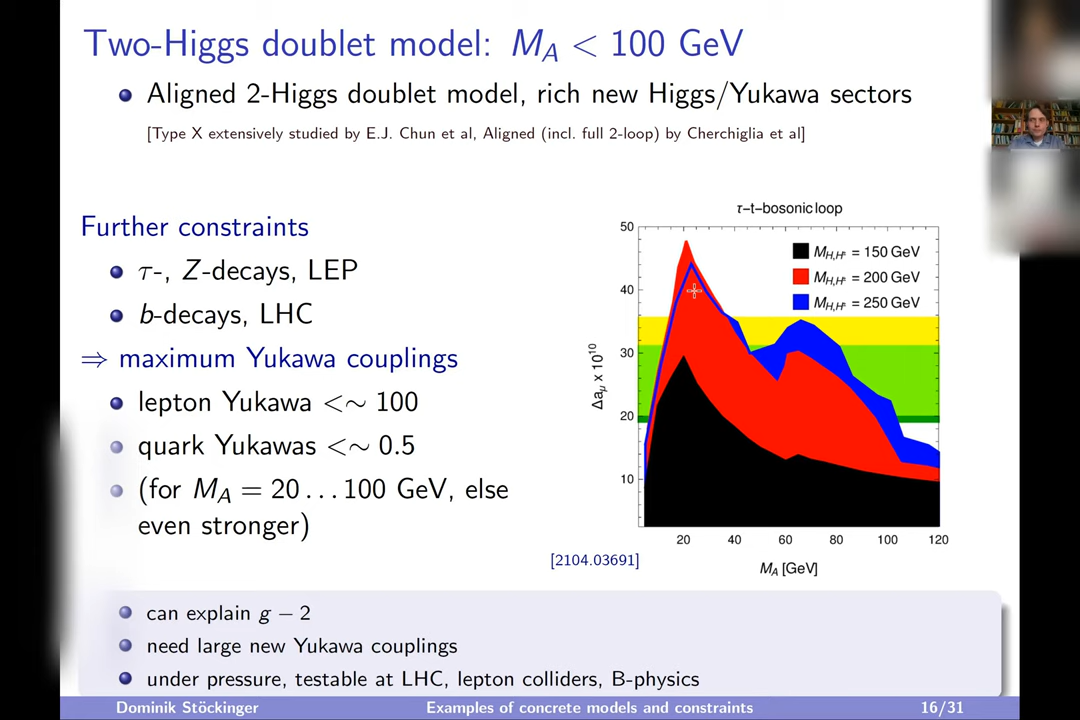 Two-Higgs doublet model: M_A < 100 GeV
Aligned 2-Higgs doublet model, rich new Higgs/Yukawa sectors
[Type X extensively studied by E.J. Chun et al, Aligned (incl. full 2-loop) by Cherchiglia et al]
Further constraints
τ-, Z-decays, LEP
b-decays, LHC
⇒ maximum Yukawa couplings
lepton Yukawa <∼ 100
quark Yukawas <∼ 0.5
(for M_A = 20 . . . 100 GeV, else
even stronger)
τ–t–bosonic loop
M_{H,H^±} = 150 GeV
M_{H,H^±} = 200 GeV
M_{H,H^±} = 250 GeV
Δa_μ x 10^{10}
50
40
30
20
10
20 40 60 80 100 120
M_A [GeV]
[2104.03691]
can explain g − 2
need large new Yukawa couplings
under pressure, testable at LHC, lepton colliders, B-physics
Dominik Stöckinger Examples of concrete models and constraints 16/31